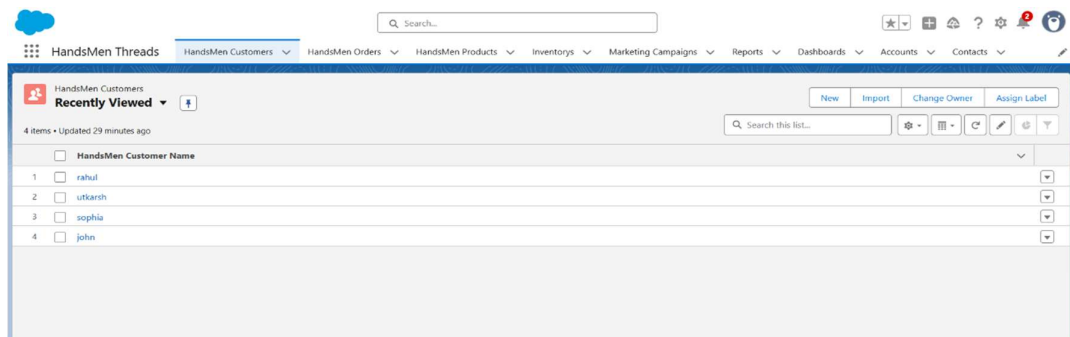 Search...
2
HandsMen Threads HandsMen Customers HandsMen Orders HandsMen Products Inventorys Marketing Campaigns Reports Dashboards Accounts Contacts
HandsMen Customers
Recently Viewed
New Import Change Owner Assign Label
4 items • Updated 29 minutes ago
Search this list...
HandsMen Customer Name
1 rahul
2 utkarsh
3 sophia
4 john